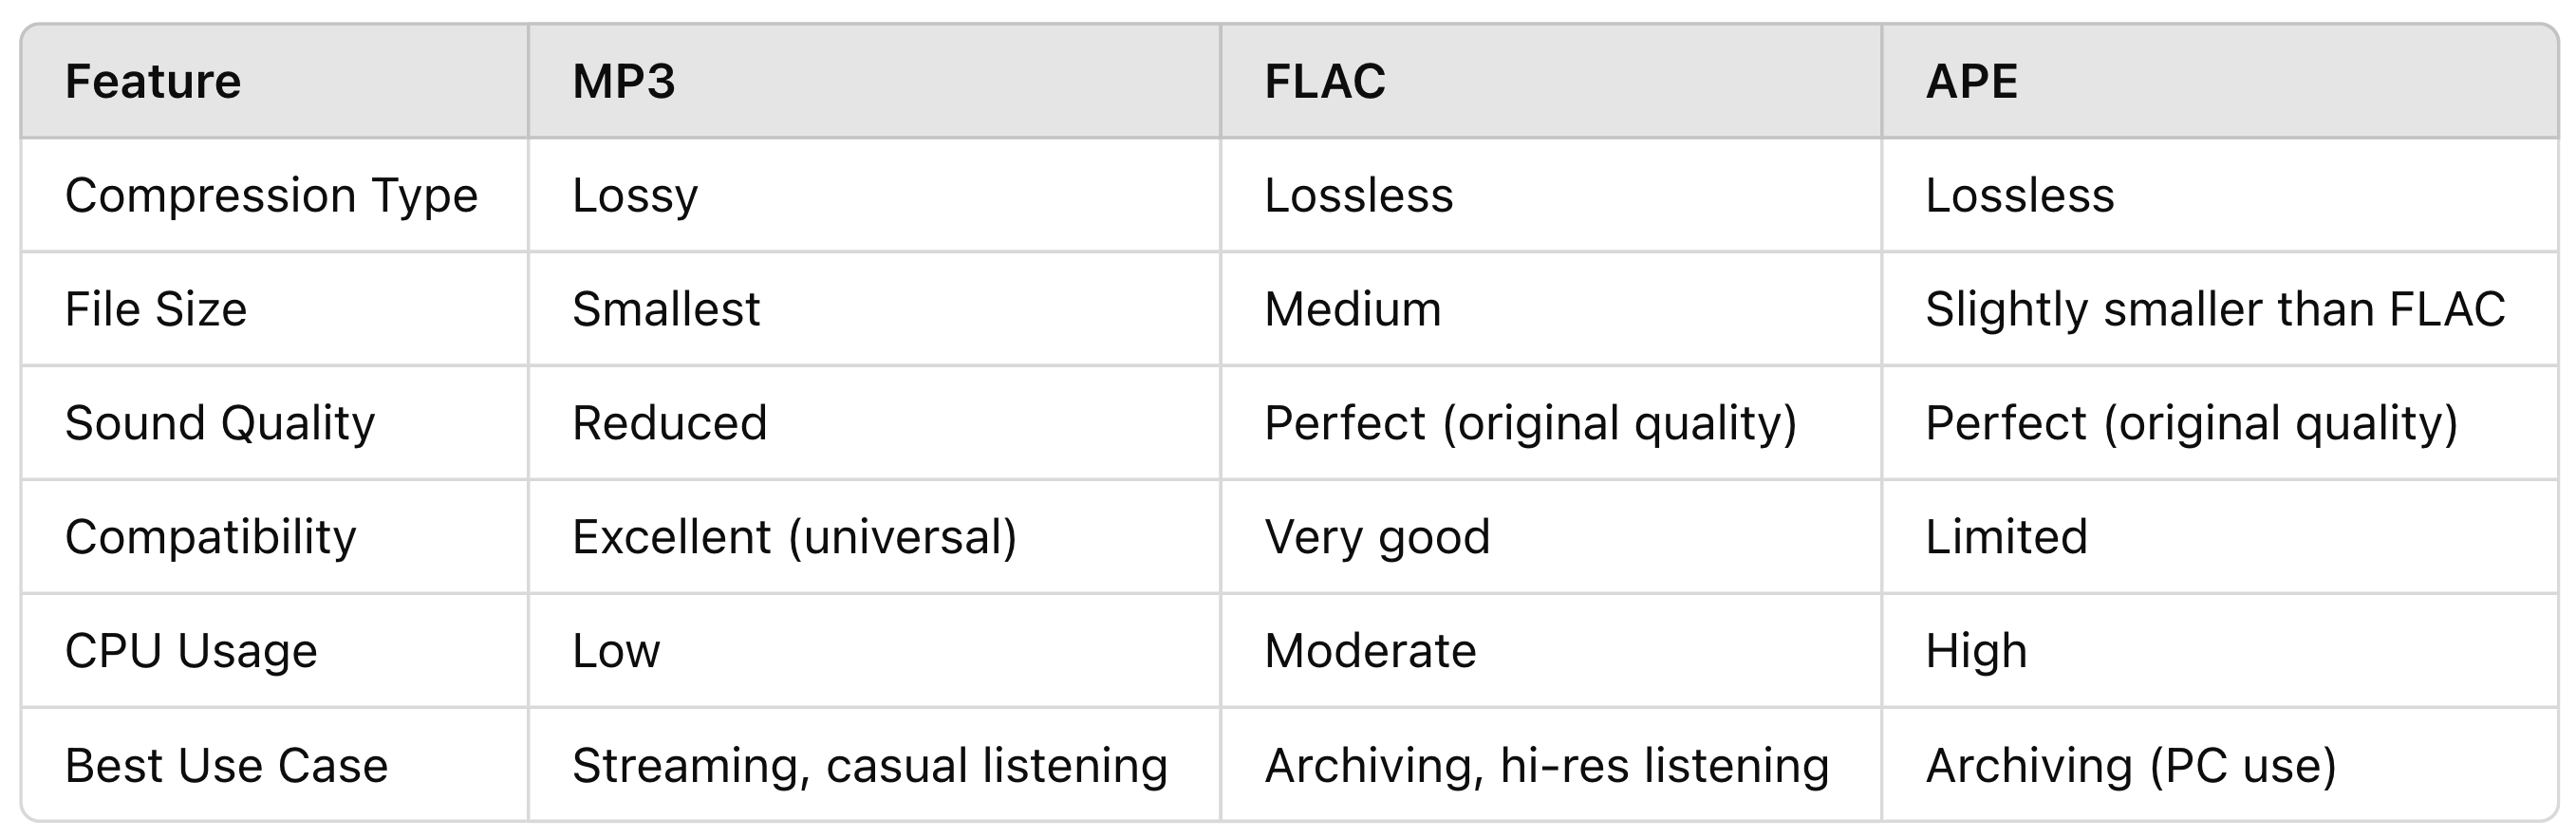 Feature MP3 FLAC APE
Compression Type Lossy Lossless Lossless
File Size Smallest Medium Slightly smaller than FLAC
Sound Quality Reduced Perfect (original quality) Perfect (original quality)
Compatibility Excellent (universal) Very good Limited
CPU Usage Low Moderate High
Best Use Case Streaming, casual listening Archiving, hi-res listening Archiving (PC use)